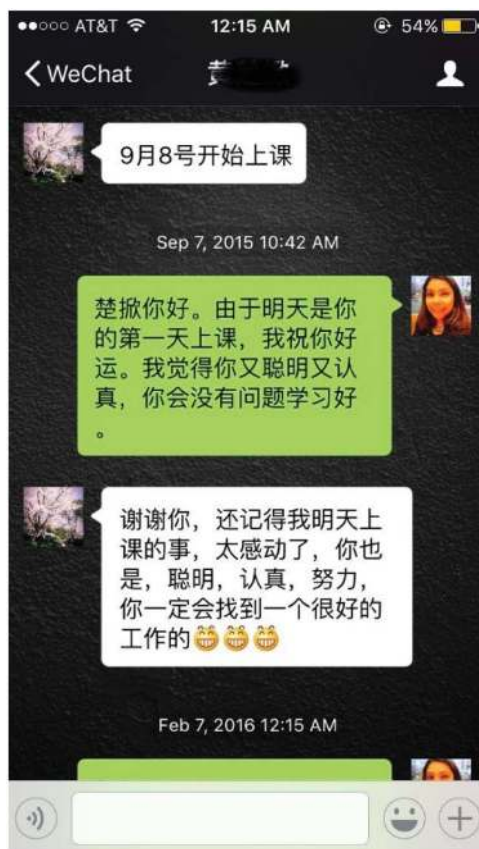 AT&T 12:15 AM 54%
WeChat 黄
9月8号开始上课
Sep 7, 2015 10:42 AM
楚掀你好。由于明天是你
的第一天上课，我祝你好
运。我觉得你又聪明又认
真，你会没有问题学习好
。
谢谢你，还记得我明天上
课的事，太感动了，你也
是，聪明，认真，努力，
你一定会找到一个很好的
工作的😁😁😁
Feb 7, 2016 12:15 AM